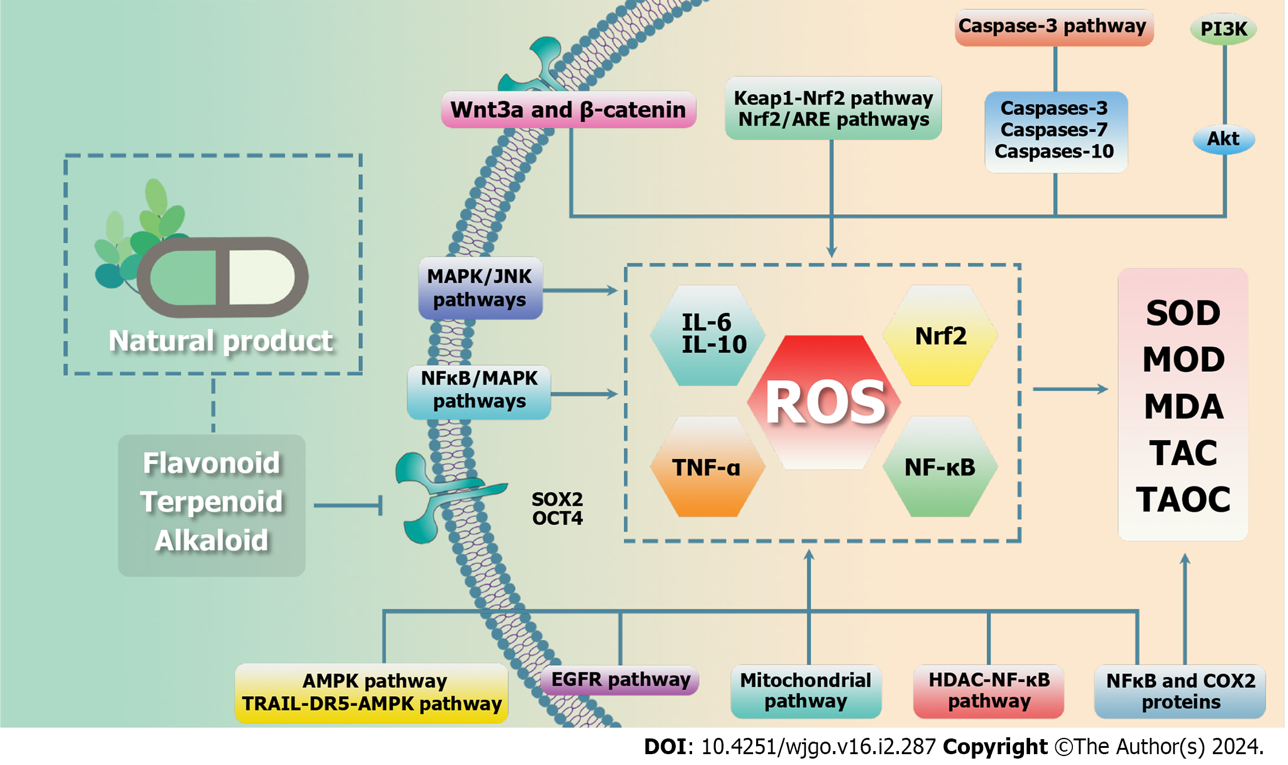 Caspase-3 pathway
PI3K
Wnt3a and β-catenin
Keap1-Nrf2 pathway
Nrf2/ARE pathways
Caspases-3
Caspases-7
Caspases-10
Akt
Natural product
Flavonoid
Terpenoid
Alkaloid
MAPK/JNK
pathways
NFκB/MAPK
pathways
SOX2
OCT4
IL-6
IL-10
Nrf2
ROS
TNF-α
NF-κB
SOD
MOD
MDA
TAC
TAOC
AMPK pathway
TRAIL-DR5-AMPK pathway
EGFR pathway
Mitochondrial
pathway
HDAC-NF-κB
pathway
NFκB and COX2
proteins
DOI: 10.4251/wjgo.v16.i2.287 Copyright ©The Author(s) 2024.